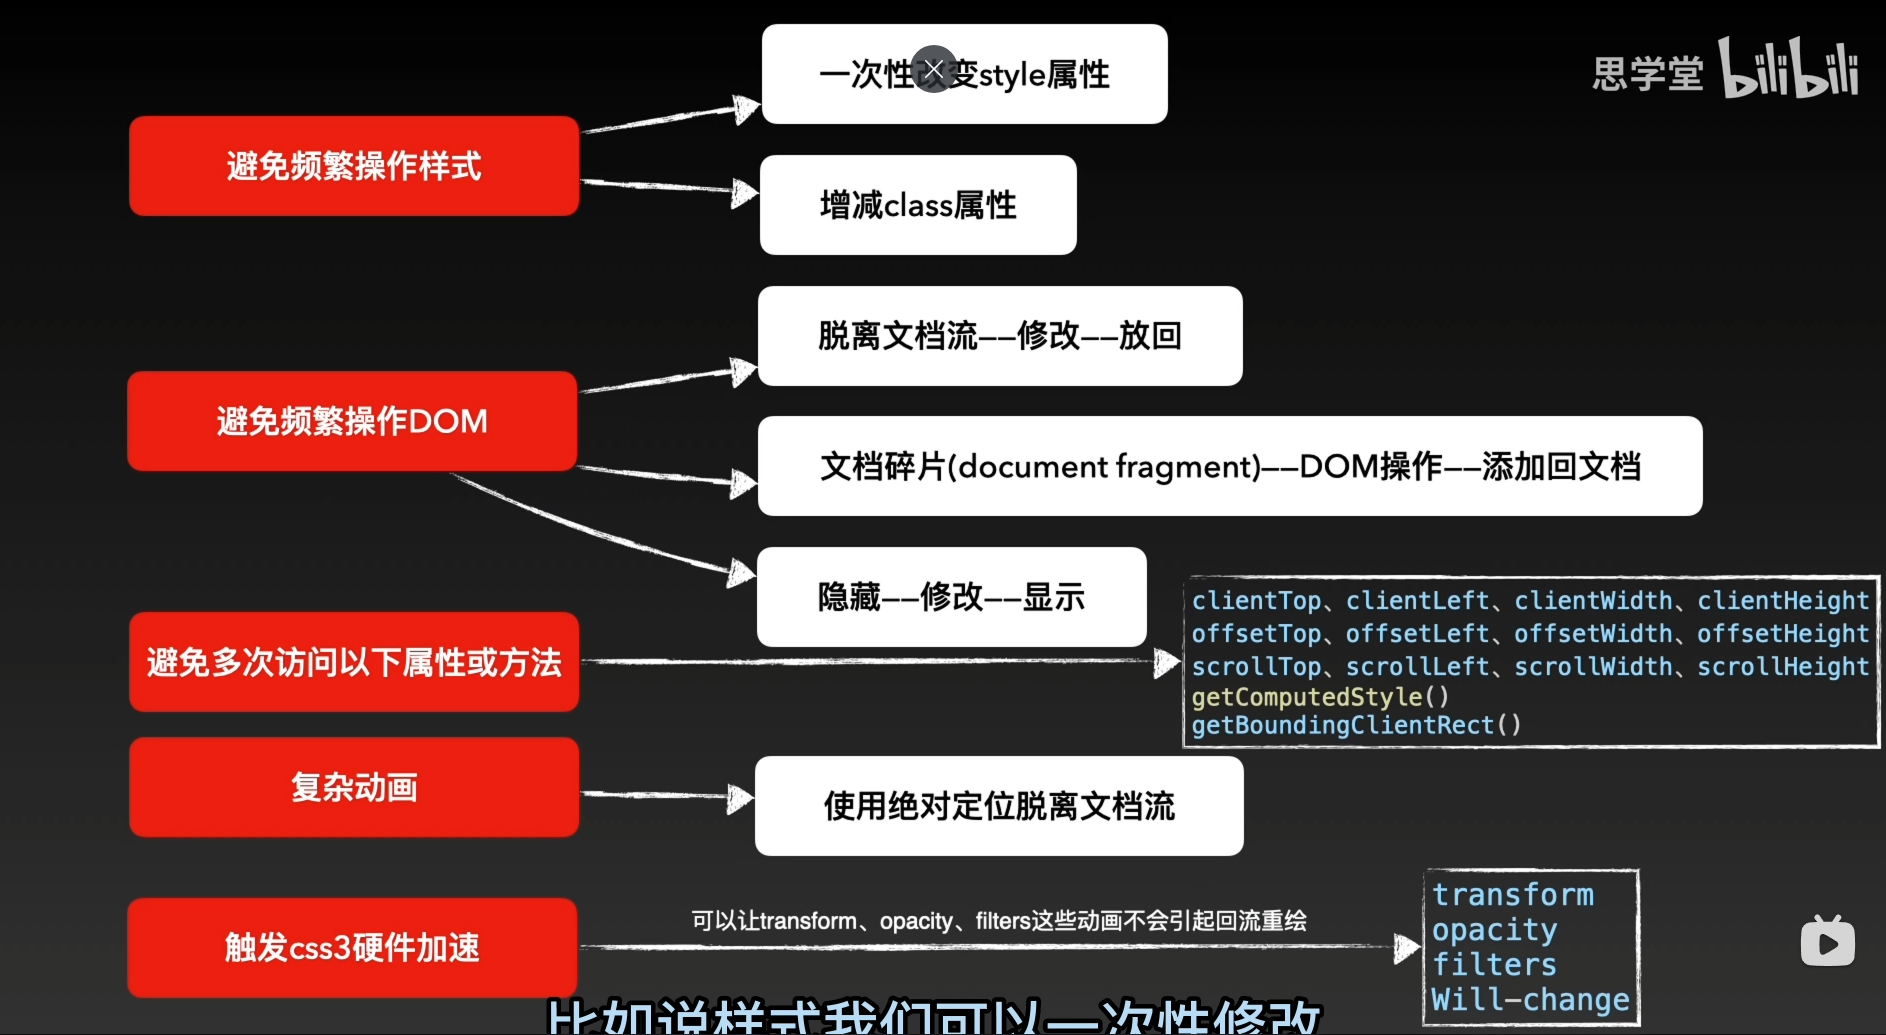 思学堂 bilibili
一次性改变style属性
避免频繁操作样式
增减class属性
脱离文档流——修改——放回
避免频繁操作DOM
文档碎片(document fragment)——DOM操作——添加回文档
隐藏——修改——显示
避免多次访问以下属性或方法
clientTop、clientLeft、clientWidth、clientHeight
offsetTop、offsetLeft、offsetWidth、offsetHeight
scrollTop、scrollLeft、scrollWidth、scrollHeight
getComputedStyle()
getBoundingClientRect()
复杂动画
使用绝对定位脱离文档流
触发css3硬件加速
可以让transform、opacity、filters这些动画不会引起回流重绘
transform
opacity
filters
Will-change
比如说样式我们可以一次性修改